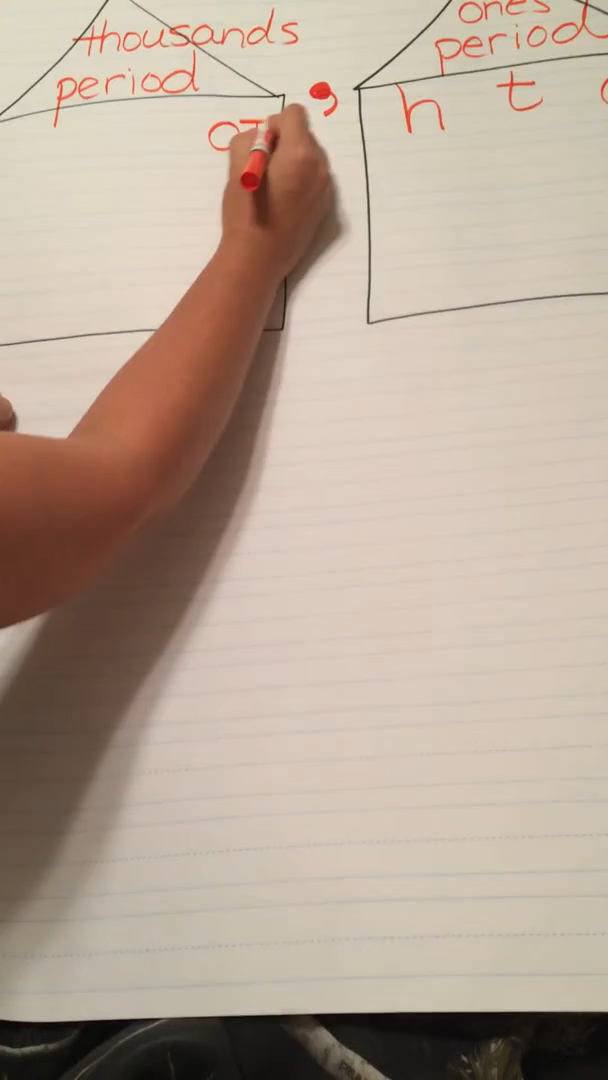 thousands
period
,
ones
period
h t